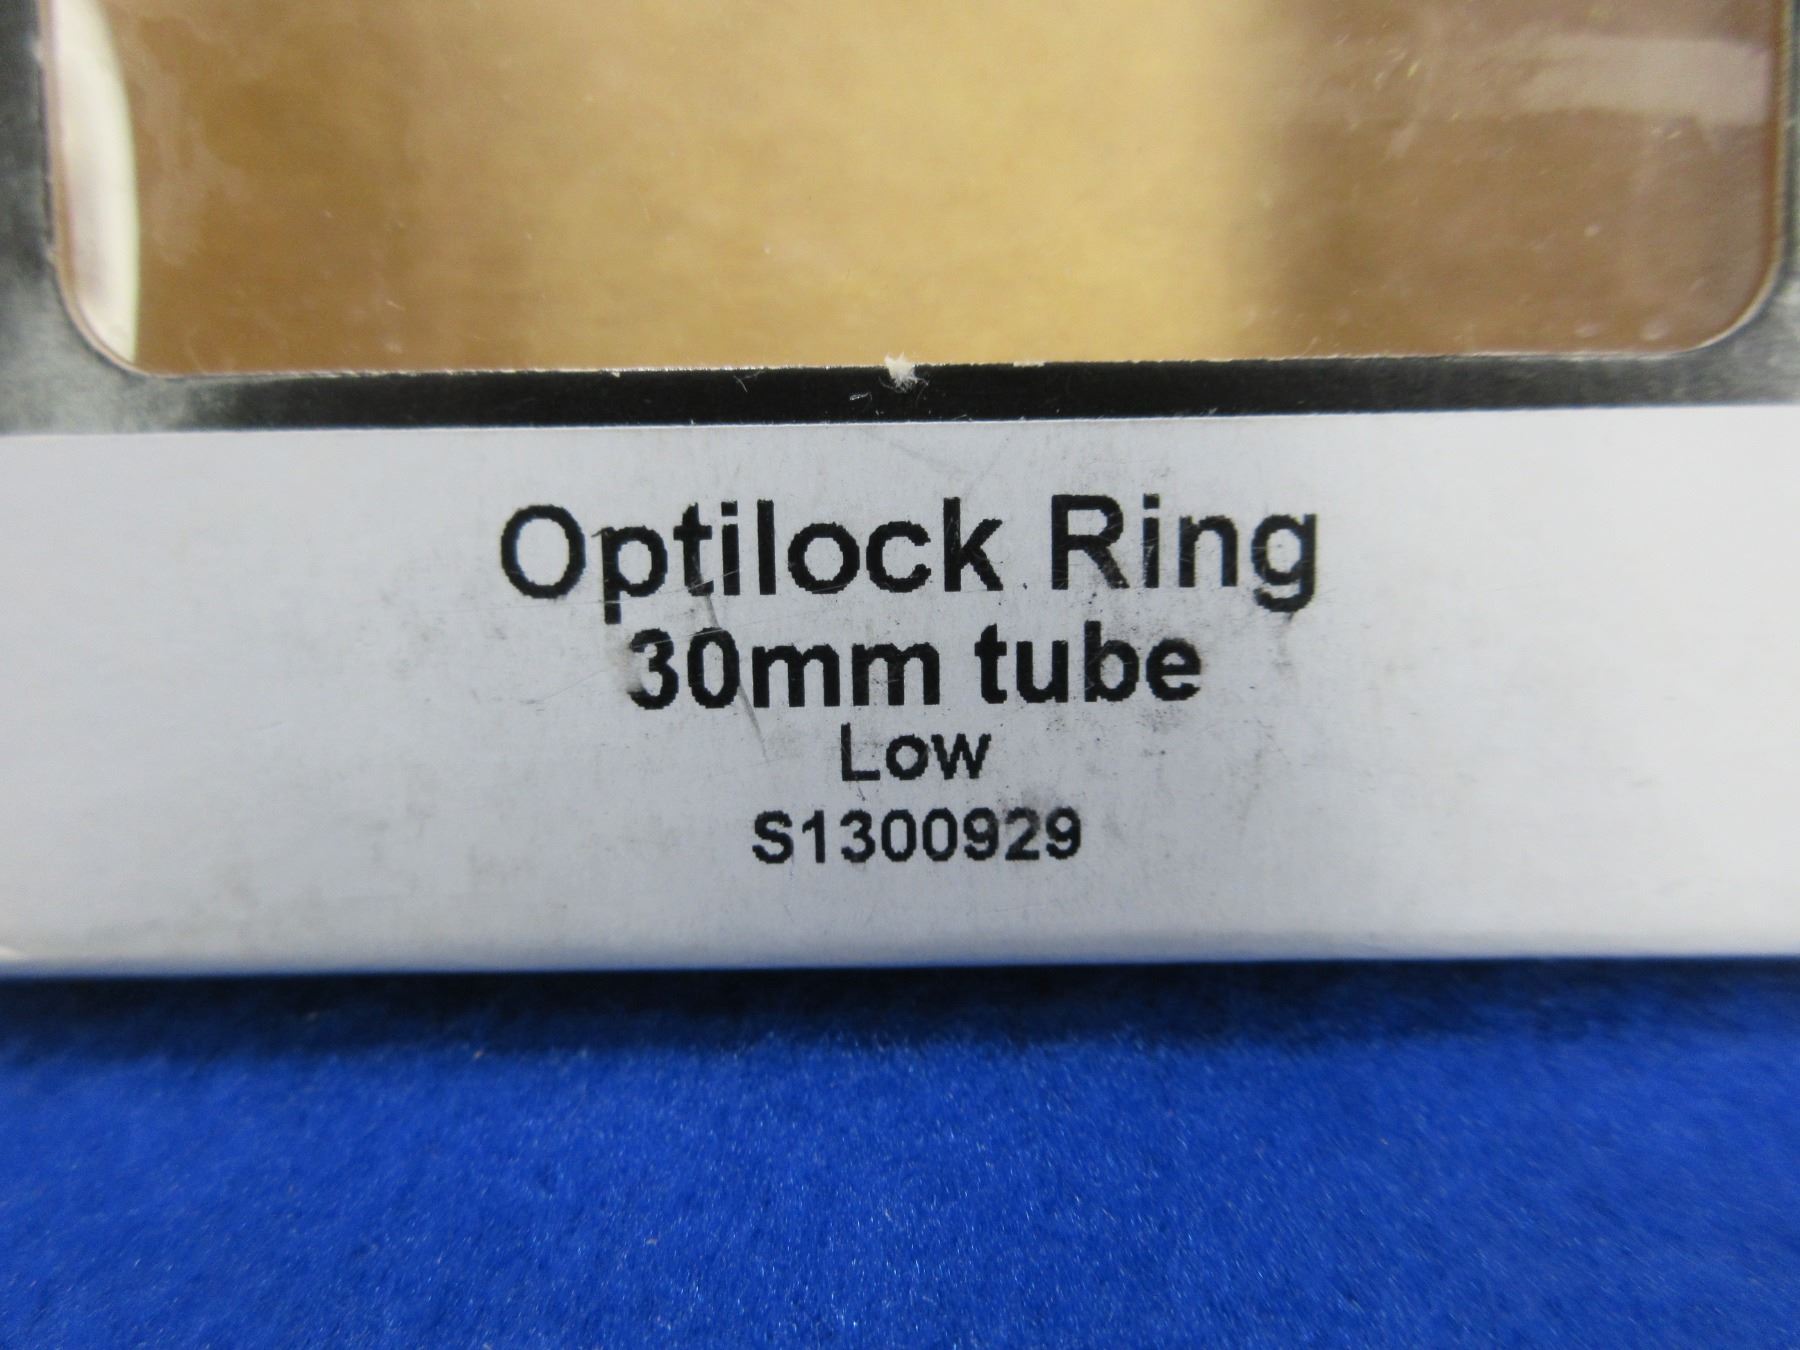 Optilock Ring
30mm tube
Low
S1300929